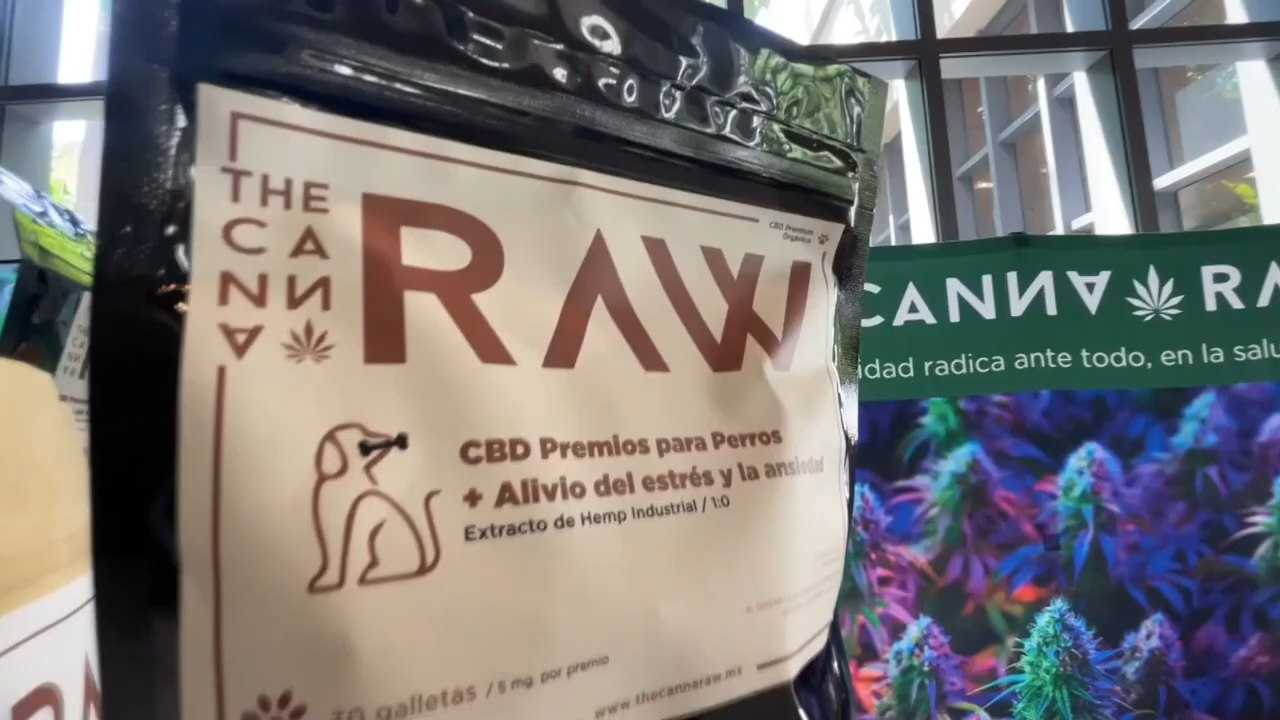 THE
CANNA
RAW
CBD Premium
Orgánico
CBD Premios para Perros
+ Alivio del estrés y la ansiedad
Extracto de Hemp Industrial / 1:0
30 galletas / 5 mg. por premio
www.thecannaraw.mx
CANNA RA
idad radica ante todo, en la salu